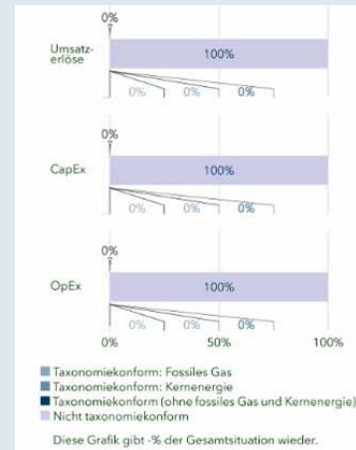 0%
Umsatz-
erlöse
100%
0% 0% 0%
0%
CapEx
100%
0% 0% 0%
0%
OpEx
100%
0% 0% 0%
0% 50% 100%
Taxonomiekonform: Fossiles Gas
Taxonomiekonform: Kernenergie
Taxonomiekonform (ohne fossiles Gas und Kernenergie)
Nicht taxonomiekonform
Diese Grafik gibt -% der Gesamtsituation wieder.